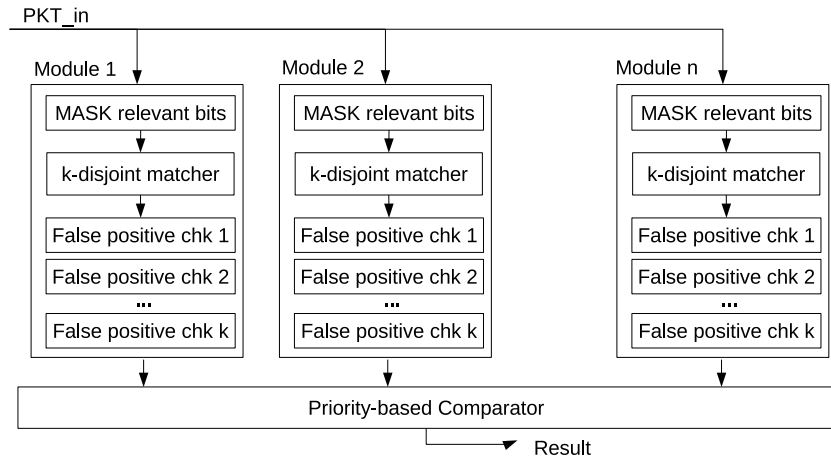 PKT_in
Module 1
MASK relevant bits
k-disjoint matcher
False positive chk 1
False positive chk 2
...
False positive chk k
Module 2
MASK relevant bits
k-disjoint matcher
False positive chk 1
False positive chk 2
...
False positive chk k
Module n
MASK relevant bits
k-disjoint matcher
False positive chk 1
False positive chk 2
...
False positive chk k
Priority-based Comparator
Result